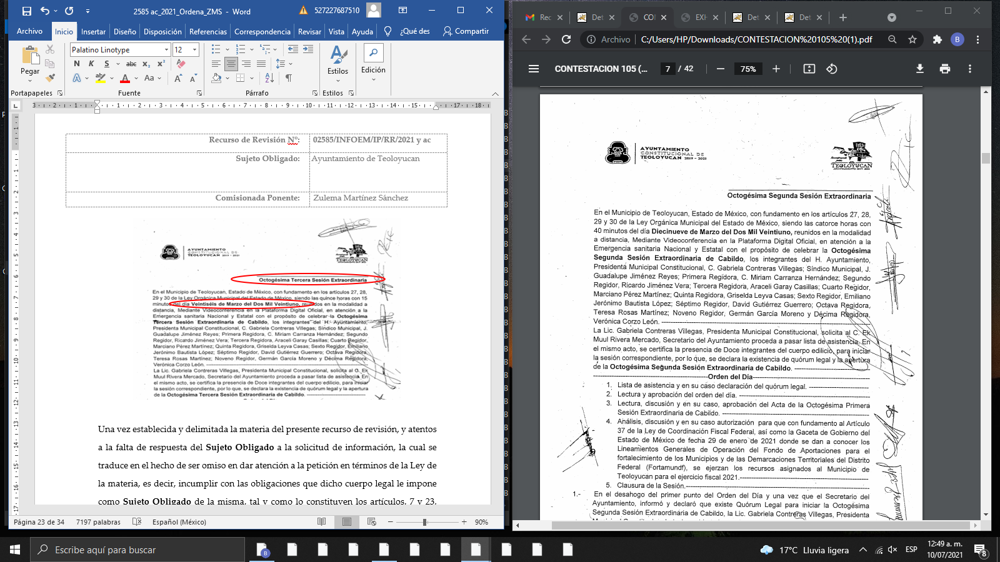 2585 ac_2021_Ordena_ZMS - Word
527227687510
Archivo Inicio Insertar Diseño Disposición Referencias Correspondencia Revisar Vista Ayuda ¿Qué des Compartir
Pegar
Palatino Linotype 12
N K S abc x₂ x²
Aa
Estilos
Edición
Portapapeles Fuente Párrafo Estilos
Recurso de Revisión N°: 02585/INFOEM/IP/RR/2021 y ac
Sujeto Obligado: Ayuntamiento de Teoloyucan
Comisionada Ponente: Zulema Martínez Sánchez
AYUNTAMIENTO
CONSTITUCIONAL DE
TEOLOYUCAN 2019 - 2021
TEOLOYUCAN
Octogésima Tercera Sesión Extraordinaria
En el Municipio de Teoloyucan, Estado de México, con fundamento en los artículos 27, 28,
29 y 30 de la Ley Orgánica Municipal del Estado de México, siendo las quince horas con 15
minutos del día Veintiséis de Marzo del Dos Mil Veintiuno, reunidos en la modalidad a
distancia, Mediante Videoconferencia en la Plataforma Digital Oficial, en atención a la
Emergencia sanitaria Nacional y Estatal con el propósito de celebrar la Octogésima
Tercera Sesión Extraordinaria de Cabildo, los integrantes del H. Ayuntamiento,
Presidenta Municipal Constitucional, C. Gabriela Contreras Villegas; Síndico Municipal, J.
Guadalupe Jiménez Reyes; Primera Regidora, C. Miriam Carranza Hernández; Segundo
Regidor, Ricardo Jiménez Vera; Tercera Regidora, Araceli Garay Casillas; Cuarto Regidor,
Marciano Pérez Martínez; Quinta Regidora, Griselda Leyva Casas; Sexto Regidor, Emiliano
Jerónimo Bautista López; Séptimo Regidor, David Gutiérrez Guerrero; Octava Regidora,
Teresa Rosas Martínez; Noveno Regidor, Germán García Moreno y Décima Regidora,
Verónica Corzo León.
La Lic. Gabriela Contreras Villegas, Presidenta Municipal Constitucional, solicita al C. Ek
Muul Rivera Mercado, Secretario del Ayuntamiento proceda a pasar lista de asistencia. En
el mismo acto, se certifica la presencia de Doce integrantes del cuerpo edilicio, para iniciar
la sesión correspondiente, por lo que, se declara la existencia de quórum legal y la apertura
de la Octogésima Tercera Sesión Extraordinaria de Cabildo.
Una vez establecida y delimitada la materia del presente recurso de revisión, y atentos
a la falta de respuesta del Sujeto Obligado a la solicitud de información, la cual se
traduce en el hecho de ser omiso en dar atención a la petición en términos de la Ley de
la materia, es decir, incumplir con las obligaciones que dicho cuerpo legal le impone
como Sujeto Obligado de la misma, tal y como lo constituyen los artículos, 7 y 23,
Página 23 de 34 7197 palabras Español (México) 90%
Rec Det CO EXH Det Det
Archivo C:/Users/HP/Downloads/CONTESTACION%20105%20(1).pdf B
CONTESTACION 105 (... 7 / 42 75%
AYUNTAMIENTO
CONSTITUCIONAL DE
TEOLOYUCAN 2019 - 2021
TEOLOYUCAN
AYUNTAMIENTO 2019-2021
Octogésima Segunda Sesión Extraordinaria
En el Municipio de Teoloyucan, Estado de México, con fundamento en los artículos 27, 28,
29 y 30 de la Ley Orgánica Municipal del Estado de México, siendo las catorce horas con
40 minutos del día Diecinueve de Marzo del Dos Mil Veintiuno, reunidos en la modalidad
a distancia, Mediante Videoconferencia en la Plataforma Digital Oficial, en atención a la
Emergencia sanitaria Nacional y Estatal con el propósito de celebrar la Octogésima
Segunda Sesión Extraordinaria de Cabildo, los integrantes del H. Ayuntamiento,
Presidenta Municipal Constitucional, C. Gabriela Contreras Villegas; Síndico Municipal, J.
Guadalupe Jiménez Reyes; Primera Regidora, C. Miriam Carranza Hernández; Segundo
Regidor, Ricardo Jiménez Vera; Tercera Regidora, Araceli Garay Casillas; Cuarto Regidor,
Marciano Pérez Martínez; Quinta Regidora, Griselda Leyva Casas; Sexto Regidor, Emiliano
Jerónimo Bautista López; Séptimo Regidor, David Gutiérrez Guerrero; Octava Regidora,
Teresa Rosas Martínez; Noveno Regidor, Germán García Moreno y Décima Regidora,
Verónica Corzo León.
La Lic. Gabriela Contreras Villegas, Presidenta Municipal Constitucional, solicita al C. Ek
Muul Rivera Mercado, Secretario del Ayuntamiento proceda a pasar lista de asistencia. En
el mismo acto, se certifica la presencia de Doce integrantes del cuerpo edilicio, para iniciar
la sesión correspondiente, por lo que, se declara la existencia de quórum legal y la apertura
de la Octogésima Segunda Sesión Extraordinaria de Cabildo.
Orden del Día
1. Lista de asistencia y en su caso declaración del quórum legal.
2. Lectura y aprobación del orden del día.
3. Lectura, discusión y en su caso, aprobación del Acta de la Octogésima Primera
Sesión Extraordinaria de Cabildo.
4. Análisis, discusión y en su caso autorización para que con fundamento al Artículo
37 de la Ley de Coordinación Fiscal Federal, así como la Gaceta de Gobierno del
Estado de México de fecha 29 de enero de 2021 donde se dan a conocer los
Lineamientos Generales de Operación del Fondo de Aportaciones para el
fortalecimiento de los Municipios y de las Demarcaciones Territoriales del Distrito
Federal (Fortamundf), se ejerzan los recursos asignados al Municipio de
Teoloyucan para el ejercicio fiscal 2021.
5. Clausura de la Sesión.
1.- En el desahogo del primer punto del Orden del Día y una vez que el Secretario del
Ayuntamiento, informó y declaró que existe Quórum Legal para iniciar la Octogésima
Segunda Sesión Extraordinaria de Cabildo, la Lic. Gabriela Contreras Villegas, Presidenta
Escribe aquí para buscar
B
17°C Lluvia ligera ESP
12:49 a. m.
10/07/2021
8